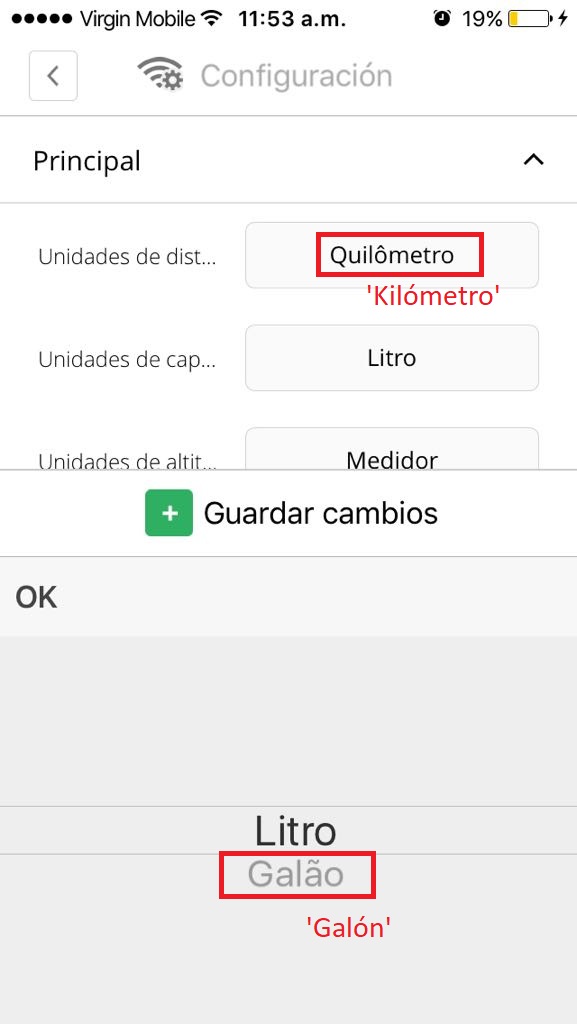 Virgin Mobile 11:53 a.m. 19%
Configuración
Principal
Unidades de dist... Quilômetro
'Kilómetro'
Unidades de cap... Litro
Unidades de altit... Medidor
+ Guardar cambios
OK
Litro
Galão
'Galón'